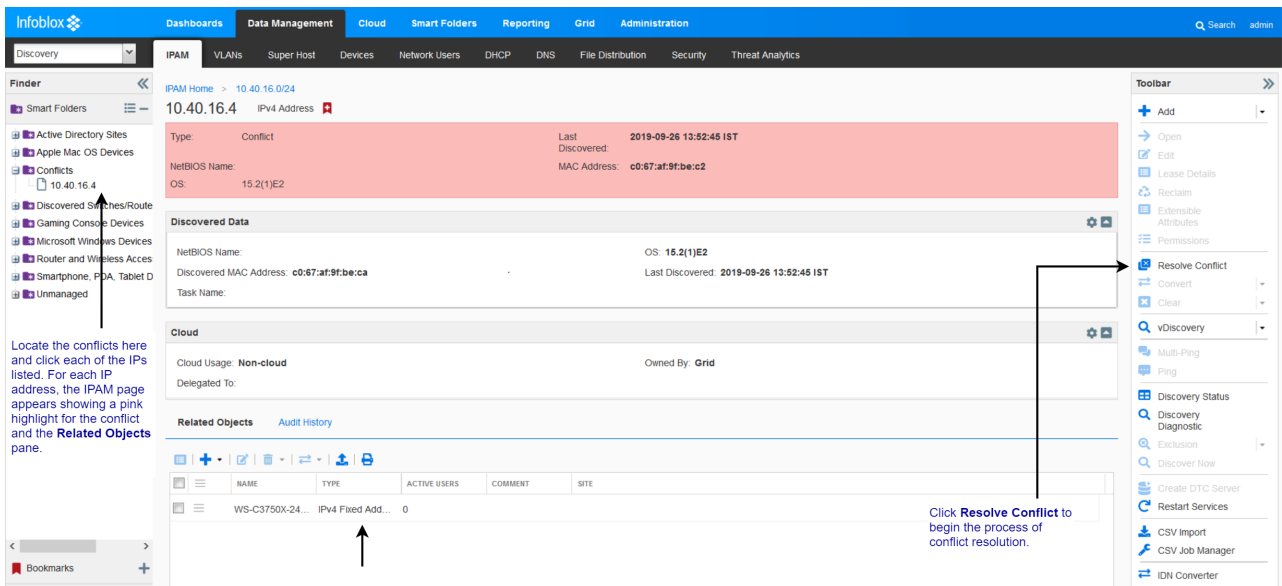 Infoblox
Dashboards Data Management Cloud Smart Folders Reporting Grid Administration
Search admin
Discovery
IPAM VLANs Super Host Devices Network Users DHCP DNS File Distribution Security Threat Analytics
Finder
Smart Folders
Active Directory Sites
Apple Mac OS Devices
Conflicts
10.40.16.4
Discovered Switches/Route
Gaming Console Devices
Microsoft Windows Devices
Router and Wireless Acces
Smartphone, PDA, Tablet D
Unmanaged
Locate the conflicts here
and click each of the IPs
listed. For each IP
address, the IPAM page
appears showing a pink
highlight for the conflict
and the Related Objects
pane.
Bookmarks
IPAM Home > 10.40.16.0/24
10.40.16.4 IPv4 Address
Type: Conflict
Last Discovered: 2019-09-26 13:52:45 IST
NetBIOS Name:
MAC Address: c0:67:af:9f:be:c2
OS: 15.2(1)E2
Discovered Data
NetBIOS Name:
OS: 15.2(1)E2
Discovered MAC Address: c0:67:af:9f:be:ca
Last Discovered: 2019-09-26 13:52:45 IST
Task Name:
Cloud
Cloud Usage: Non-cloud
Owned By: Grid
Delegated To:
Related Objects Audit History
NAME TYPE ACTIVE USERS COMMENT SITE
WS-C3750X-24... IPv4 Fixed Add... 0
Click Resolve Conflict to
begin the process of
conflict resolution.
Toolbar
Add
Open
Edit
Lease Details
Reclaim
Extensible
Attributes
Permissions
Resolve Conflict
Convert
Clear
vDiscovery
Multi-Ping
Ping
Discovery Status
Discovery
Diagnostic
Exclusion
Discover Now
Create DTC Server
Restart Services
CSV Import
CSV Job Manager
IDN Converter